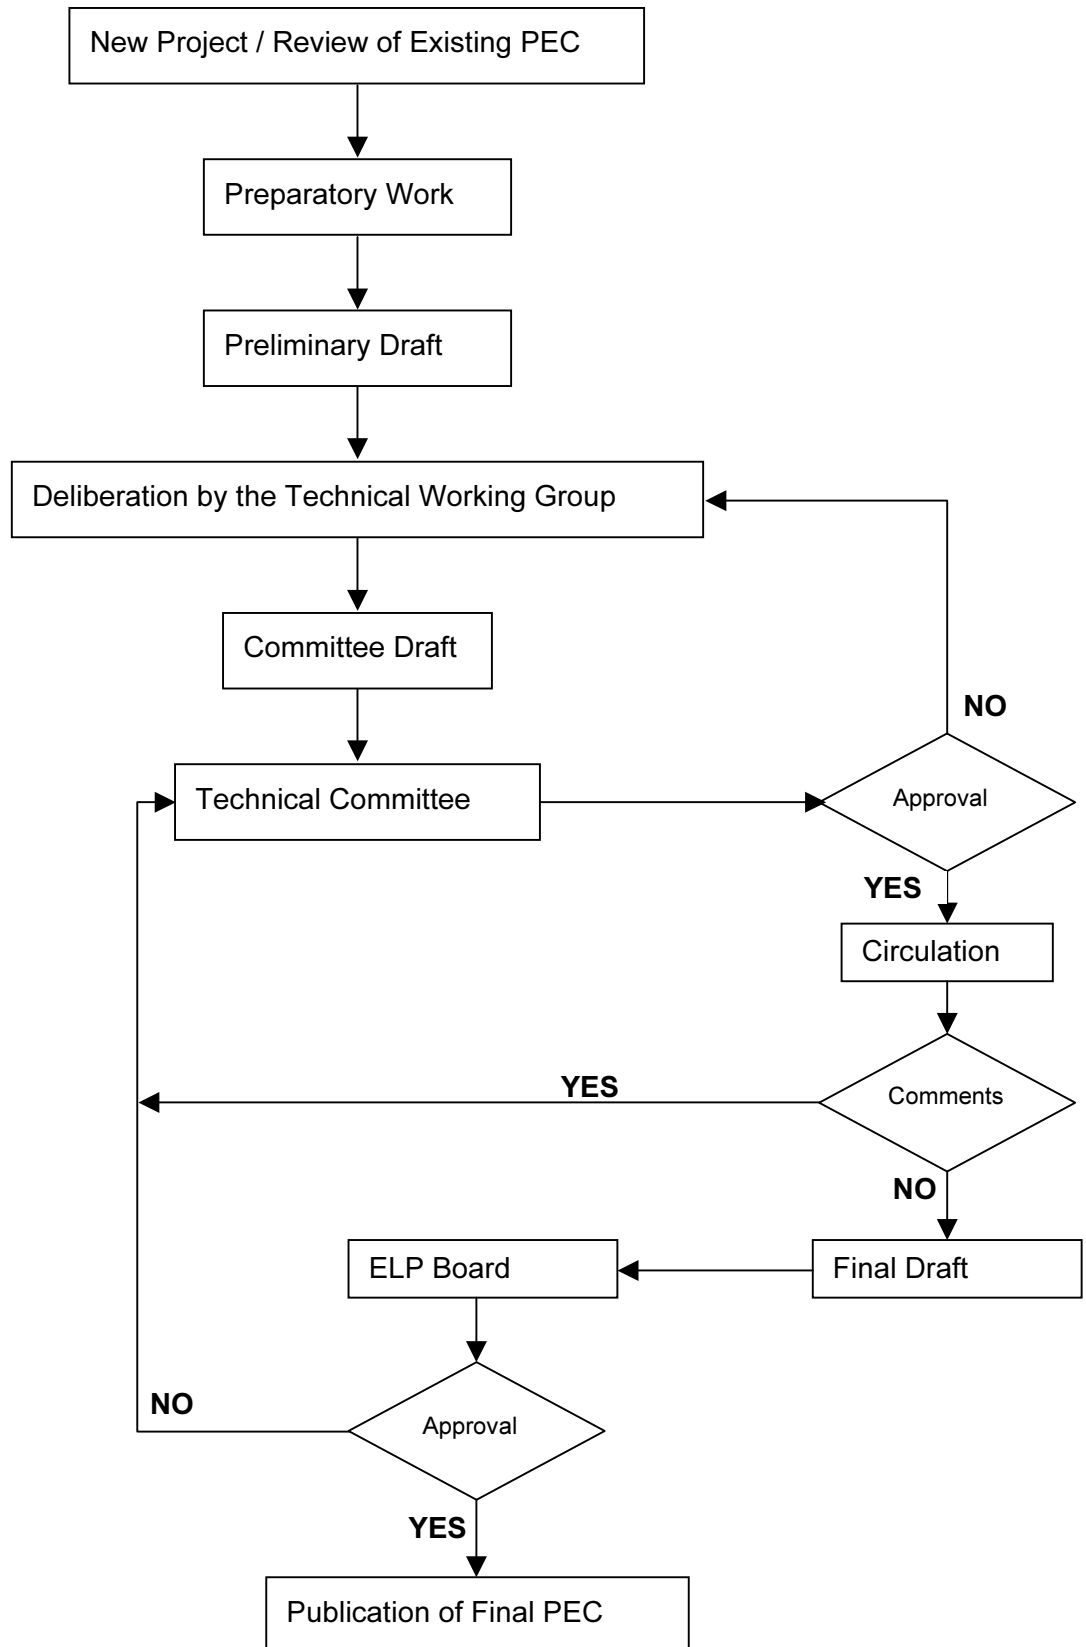 New Project / Review of Existing PEC
Preparatory Work
Preliminary Draft
Deliberation by the Technical Working Group
Committee Draft
NO
Technical Committee
Approval
YES
Circulation
YES
Comments
NO
ELP Board
Final Draft
NO
Approval
YES
Publication of Final PEC